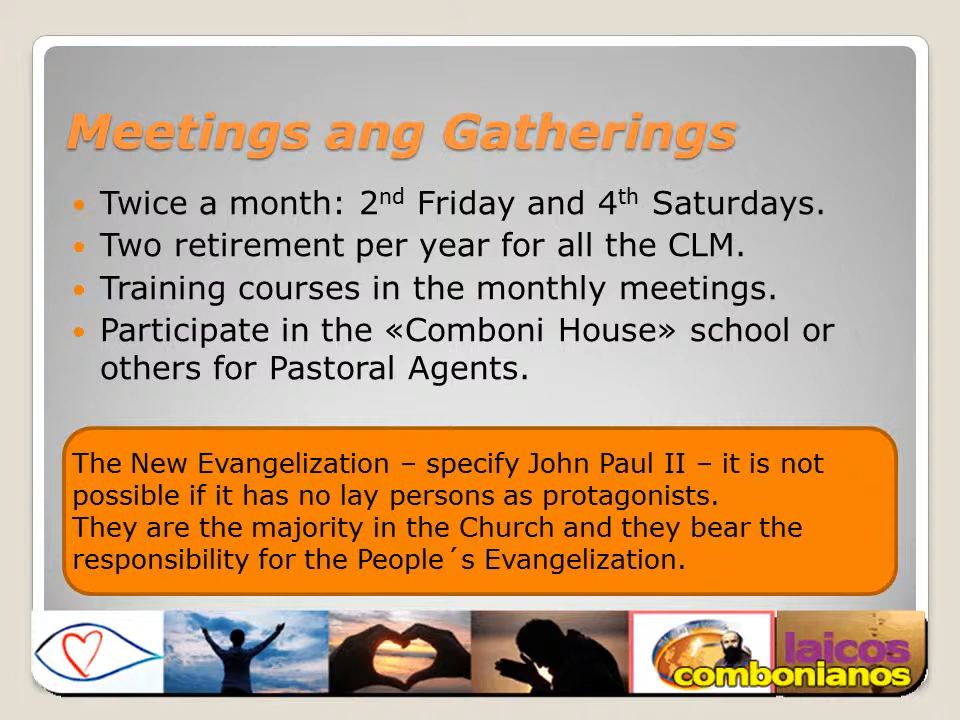 Meetings ang Gatherings
Twice a month: 2nd Friday and 4th Saturdays.
Two retirement per year for all the CLM.
Training courses in the monthly meetings.
Participate in the «Comboni House» school or
others for Pastoral Agents.
The New Evangelization – specify John Paul II – it is not
possible if it has no lay persons as protagonists.
They are the majority in the Church and they bear the
responsibility for the People´s Evangelization.
laicos
combonianos